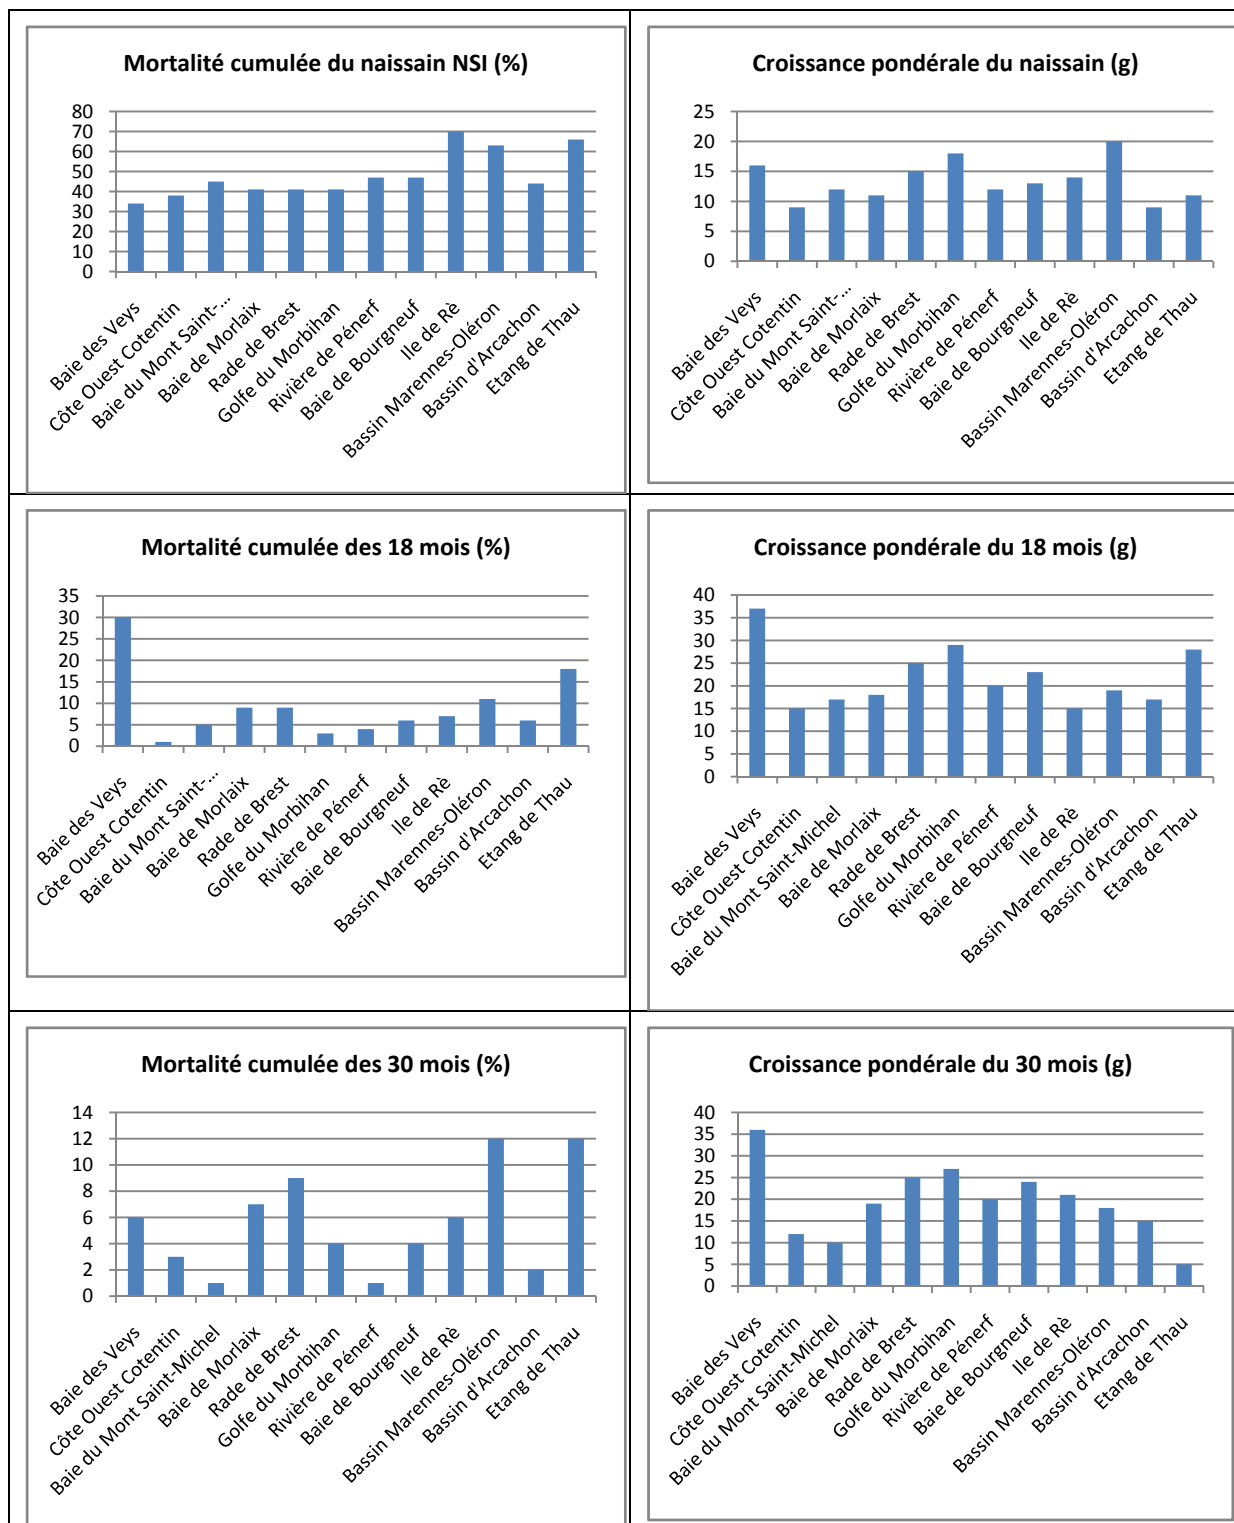 Mortalité cumulée du naissain NSI (%)
80
70
60
50
40
30
20
10
0
Baie des Veys
Côte Ouest Cotentin
Baie du Mont Saint-...
Baie de Morlaix
Rade de Brest
Golfe du Morbihan
Rivière de Pénerf
Baie de Bourgneuf
Ile de Rè
Bassin Marennes-Oléron
Bassin d'Arcachon
Etang de Thau
Croissance pondérale du naissain (g)
25
20
15
10
5
0
Baie des Veys
Côte Ouest Cotentin
Baie du Mont Saint-...
Baie de Morlaix
Rade de Brest
Golfe du Morbihan
Rivière de Pénerf
Baie de Bourgneuf
Ile de Rè
Bassin Marennes-Oléron
Bassin d'Arcachon
Etang de Thau
Mortalité cumulée des 18 mois (%)
35
30
25
20
15
10
5
0
Baie des Veys
Côte Ouest Cotentin
Baie du Mont Saint-...
Baie de Morlaix
Rade de Brest
Golfe du Morbihan
Rivière de Pénerf
Baie de Bourgneuf
Ile de Rè
Bassin Marennes-Oléron
Bassin d'Arcachon
Etang de Thau
Croissance pondérale du 18 mois (g)
40
35
30
25
20
15
10
5
0
Baie des Veys
Côte Ouest Cotentin
Baie du Mont Saint-Michel
Baie de Morlaix
Rade de Brest
Golfe du Morbihan
Rivière de Pénerf
Baie de Bourgneuf
Ile de Rè
Bassin Marennes-Oléron
Bassin d'Arcachon
Etang de Thau
Mortalité cumulée des 30 mois (%)
14
12
10
8
6
4
2
0
Baie des Veys
Côte Ouest Cotentin
Baie du Mont Saint-Michel
Baie de Morlaix
Rade de Brest
Golfe du Morbihan
Rivière de Pénerf
Baie de Bourgneuf
Ile de Rè
Bassin Marennes-Oléron
Bassin d'Arcachon
Etang de Thau
Croissance pondérale du 30 mois (g)
40
35
30
25
20
15
10
5
0
Baie des Veys
Côte Ouest Cotentin
Baie du Mont Saint-Michel
Baie de Morlaix
Rade de Brest
Golfe du Morbihan
Rivière de Pénerf
Baie de Bourgneuf
Ile de Rè
Bassin Marennes-Oléron
Bassin d'Arcachon
Etang de Thau